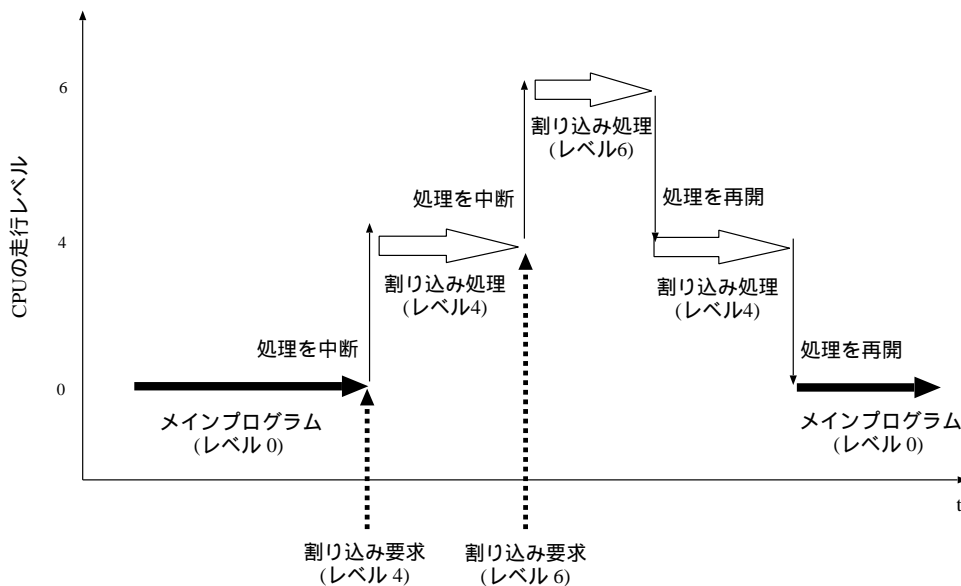 CPUの走行レベル
6
割り込み処理
(レベル6)
処理を中断
処理を再開
4
割り込み処理
(レベル4)
割り込み処理
(レベル4)
処理を中断
処理を再開
0
メインプログラム
(レベル 0)
メインプログラム
(レベル 0)
t
割り込み要求
(レベル 4)
割り込み要求
(レベル 6)